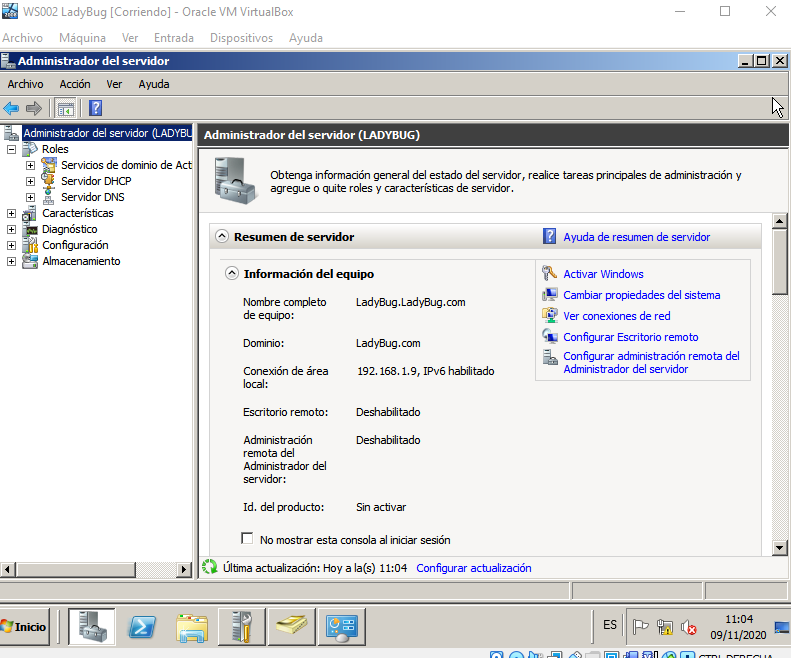 WS002 LadyBug [Corriendo] - Oracle VM VirtualBox
Archivo Máquina Ver Entrada Dispositivos Ayuda
Administrador del servidor
Archivo Acción Ver Ayuda
Administrador del servidor (LADYBU
Roles
Servicios de dominio de Act
Servidor DHCP
Servidor DNS
Características
Diagnóstico
Configuración
Almacenamiento
Administrador del servidor (LADYBUG)
Obtenga información general del estado del servidor, realice tareas principales de administración y
agregue o quite roles y características de servidor.
Resumen de servidor
Ayuda de resumen de servidor
Información del equipo
Nombre completo
de equipo:
LadyBug.LadyBug.com
Dominio:
LadyBug.com
Conexión de área
local:
192.168.1.9, IPv6 habilitado
Escritorio remoto:
Deshabilitado
Administración
remota del
Administrador del
servidor:
Deshabilitado
Id. del producto:
Sin activar
No mostrar esta consola al iniciar sesión
Activar Windows
Cambiar propiedades del sistema
Ver conexiones de red
Configurar Escritorio remoto
Configurar administración remota del
Administrador del servidor
Última actualización: Hoy a la(s) 11:04 Configurar actualización
Inicio
ES
11:04
09/11/2020
CTRL DERECHA